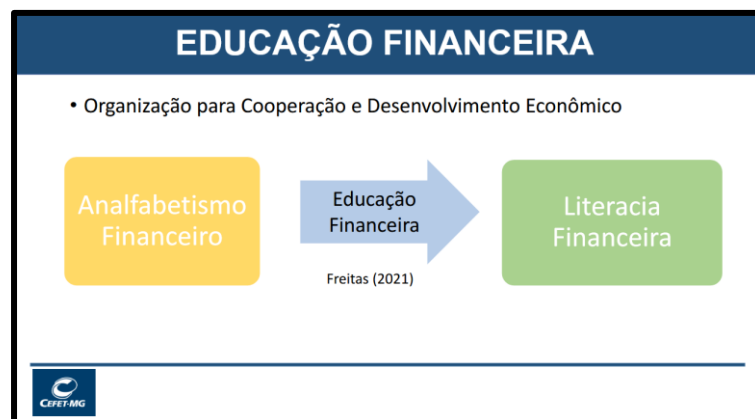 EDUCAÇÃO FINANCEIRA
• Organização para Cooperação e Desenvolvimento Econômico
Analfabetismo
Financeiro
Educação
Financeira
Literacia
Financeira
Freitas (2021)
CEFET-MG